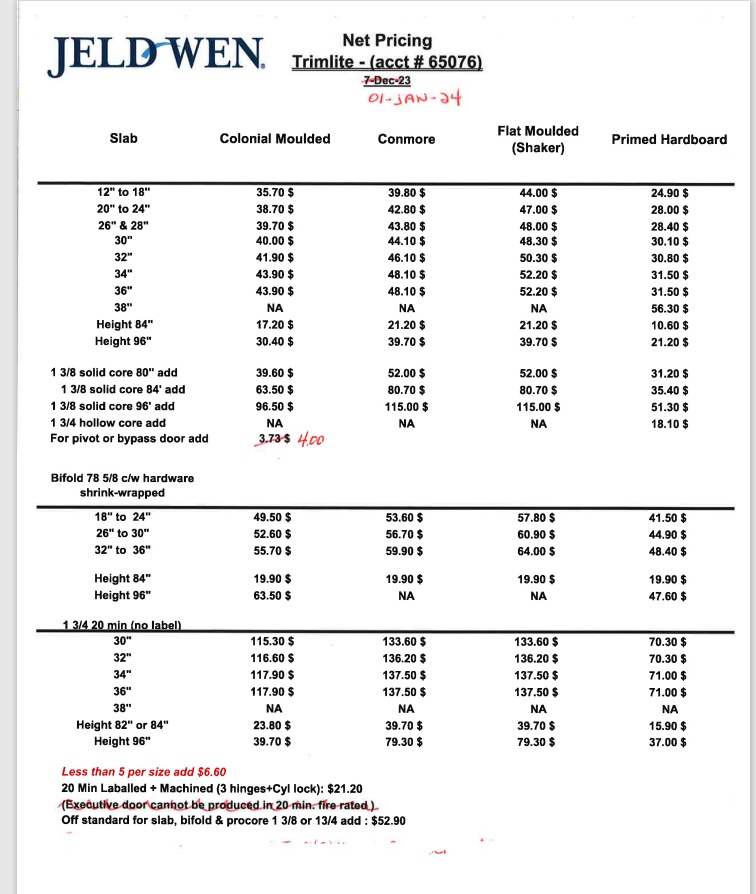 JELD-WEN.
Net Pricing
Trimlite - (acct # 65076)
7-Dec-23
01-JAN-24
Slab Colonial Moulded Conmore Flat Moulded (Shaker) Primed Hardboard
12" to 18" 35.70 $ 39.80 $ 44.00 $ 24.90 $
20" to 24" 38.70 $ 42.80 $ 47.00 $ 28.00 $
26" & 28" 39.70 $ 43.80 $ 48.00 $ 28.40 $
30" 40.00 $ 44.10 $ 48.30 $ 30.10 $
32" 41.90 $ 46.10 $ 50.30 $ 30.80 $
34" 43.90 $ 48.10 $ 52.20 $ 31.50 $
36" 43.90 $ 48.10 $ 52.20 $ 31.50 $
38" NA NA NA 56.30 $
Height 84" 17.20 $ 21.20 $ 21.20 $ 10.60 $
Height 96" 30.40 $ 39.70 $ 39.70 $ 21.20 $
1 3/8 solid core 80" add 39.60 $ 52.00 $ 52.00 $ 31.20 $
1 3/8 solid core 84' add 63.50 $ 80.70 $ 80.70 $ 35.40 $
1 3/8 solid core 96' add 96.50 $ 115.00 $ 115.00 $ 51.30 $
1 3/4 hollow core add NA NA NA 18.10 $
For pivot or bypass door add 3.73 $ 4.00
Bifold 78 5/8 c/w hardware
shrink-wrapped
18" to 24" 49.50 $ 53.60 $ 57.80 $ 41.50 $
26" to 30" 52.60 $ 56.70 $ 60.90 $ 44.90 $
32" to 36" 55.70 $ 59.90 $ 64.00 $ 48.40 $
Height 84" 19.90 $ 19.90 $ 19.90 $ 19.90 $
Height 96" 63.50 $ NA NA 47.60 $
1 3/4 20 min (no label)
30" 115.30 $ 133.60 $ 133.60 $ 70.30 $
32" 116.60 $ 136.20 $ 136.20 $ 70.30 $
34" 117.90 $ 137.50 $ 137.50 $ 71.00 $
36" 117.90 $ 137.50 $ 137.50 $ 71.00 $
38" NA NA NA NA
Height 82" or 84" 23.80 $ 39.70 $ 39.70 $ 15.90 $
Height 96" 39.70 $ 79.30 $ 79.30 $ 37.00 $
Less than 5 per size add $6.60
20 Min Laballed + Machined (3 hinges+Cyl lock): $21.20
(Executive door cannot be produced in 20 min. fire rated )
Off standard for slab, bifold & procore 1 3/8 or 13/4 add : $52.90